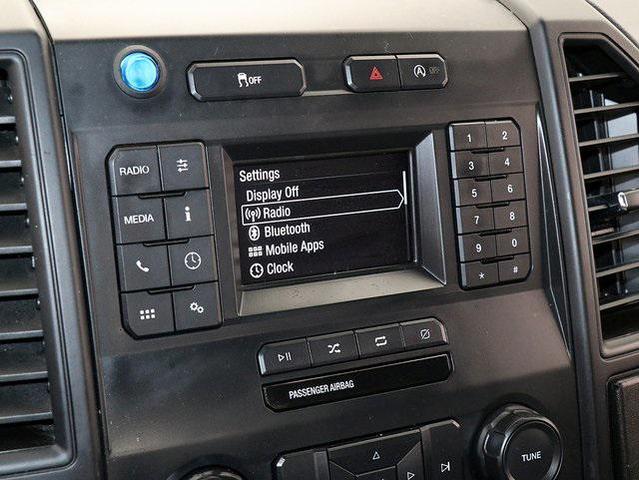 OFF
A OFF
RADIO
MEDIA
i
Settings
Display Off
Radio
Bluetooth
Mobile Apps
Clock
1 2
3 4
5 6
7 8
9 0
* #
PASSENGER AIRBAG
TUNE